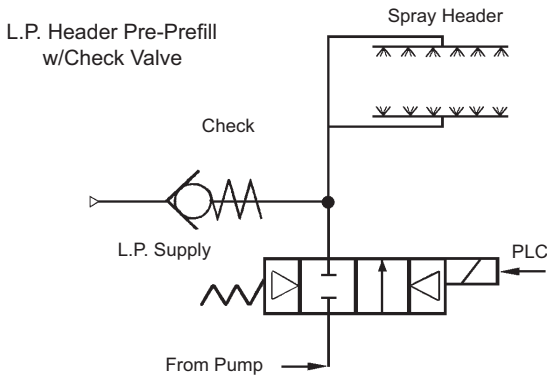 L.P. Header Pre-Prefill
w/Check Valve
Spray Header
Check
L.P. Supply
PLC
From Pump